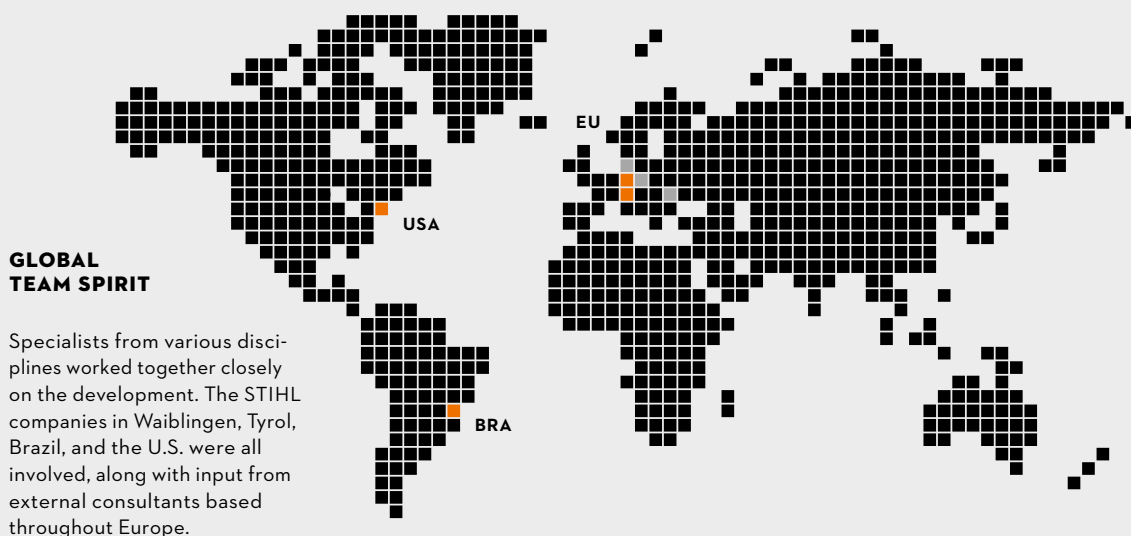 EU
USA
GLOBAL
TEAM SPIRIT
Specialists from various disci-
plines worked together closely
on the development. The STIHL
companies in Waiblingen, Tyrol,
Brazil, and the U.S. were all
involved, along with input from
external consultants based
throughout Europe.
BRA